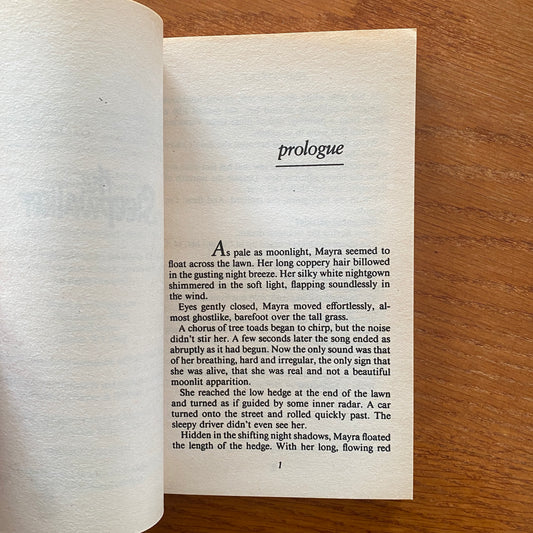 prologue
As pale as moonlight, Mayra seemed to
float across the lawn. Her long coppery hair billowed
in the gusting night breeze. Her silky white nightgown
shimmered in the soft light, flapping soundlessly in
the wind.
Eyes gently closed, Mayra moved effortlessly, al-
most ghostlike, barefoot over the tall grass.
A chorus of tree toads began to chirp, but the noise
didn't stir her. A few seconds later the song ended as
abruptly as it had begun. Now the only sound was that
of her breathing, hard and irregular, the only sign that
she was alive, that she was real and not a beautiful
moonlit apparition.
She reached the low hedge at the end of the lawn
and turned as if guided by some inner radar. A car
turned onto the street and rolled quickly past. The
sleepy driver didn't even see her.
Hidden in the shifting night shadows, Mayra floated
the length of the hedge. With her long, flowing red
1